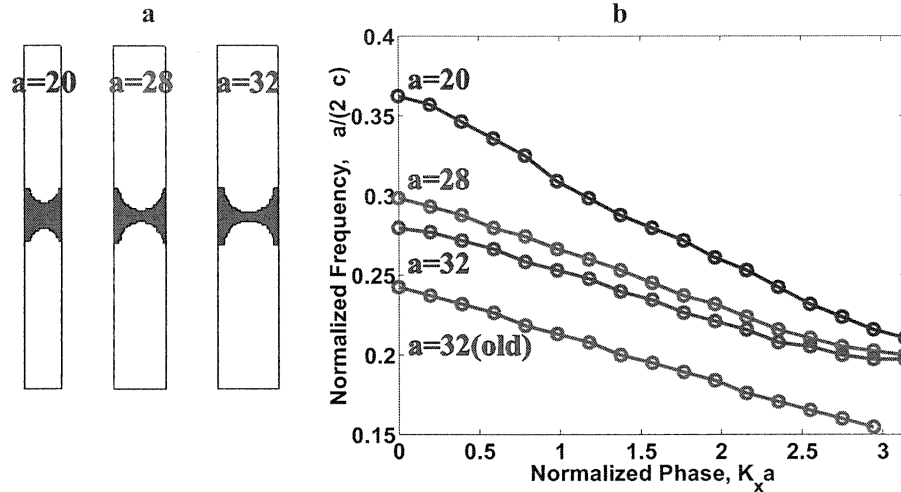 a
b
a=20
a=28
a=32
0.4
0.35
0.3
0.25
0.2
0.15
Normalized Frequency, a/(2 c)
a=20
a=28
a=32
a=32(old)
0
0.5
1
1.5
2
2.5
3
Normalized Phase, K_x a